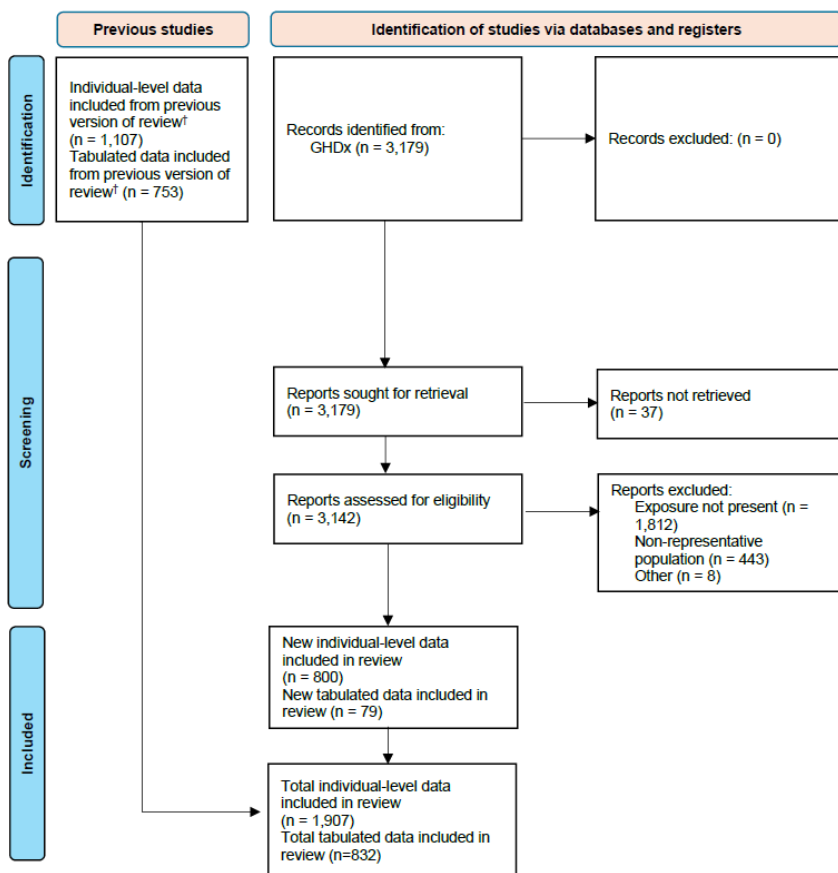 Previous studies
Identification of studies via databases and registers
Identification
Individual-level data
included from previous
version of review†
(n = 1,107)
Tabulated data included
from previous version of
review† (n = 753)
Records identified from:
GHDx (n = 3,179)
Records excluded: (n = 0)
Screening
Reports sought for retrieval
(n = 3,179)
Reports not retrieved
(n = 37)
Reports assessed for eligibility
(n = 3,142)
Reports excluded:
Exposure not present (n =
1,812)
Non-representative
population (n = 443)
Other (n = 8)
Included
New individual-level data
included in review
(n = 800)
New tabulated data included in
review (n = 79)
Total individual-level data
included in review
(n = 1,907)
Total tabulated data included in
review (n=832)